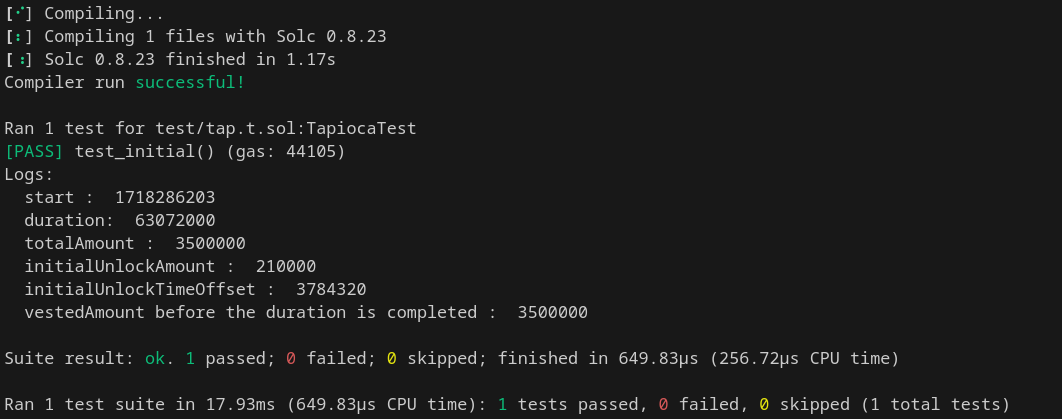 [⠊] Compiling...
[⠆] Compiling 1 files with Solc 0.8.23
[⠰] Solc 0.8.23 finished in 1.17s
Compiler run successful!
Ran 1 test for test/tap.t.sol:TapiocaTest
[PASS] test_initial() (gas: 44105)
Logs:
  start :  1718286203
  duration:  63072000
  totalAmount :  3500000
  initialUnlockAmount :  210000
  initialUnlockTimeOffset :  3784320
  vestedAmount before the duration is completed :  3500000
Suite result: ok. 1 passed; 0 failed; 0 skipped; finished in 649.83µs (256.72µs CPU time)
Ran 1 test suite in 17.93ms (649.83µs CPU time): 1 tests passed, 0 failed, 0 skipped (1 total tests)